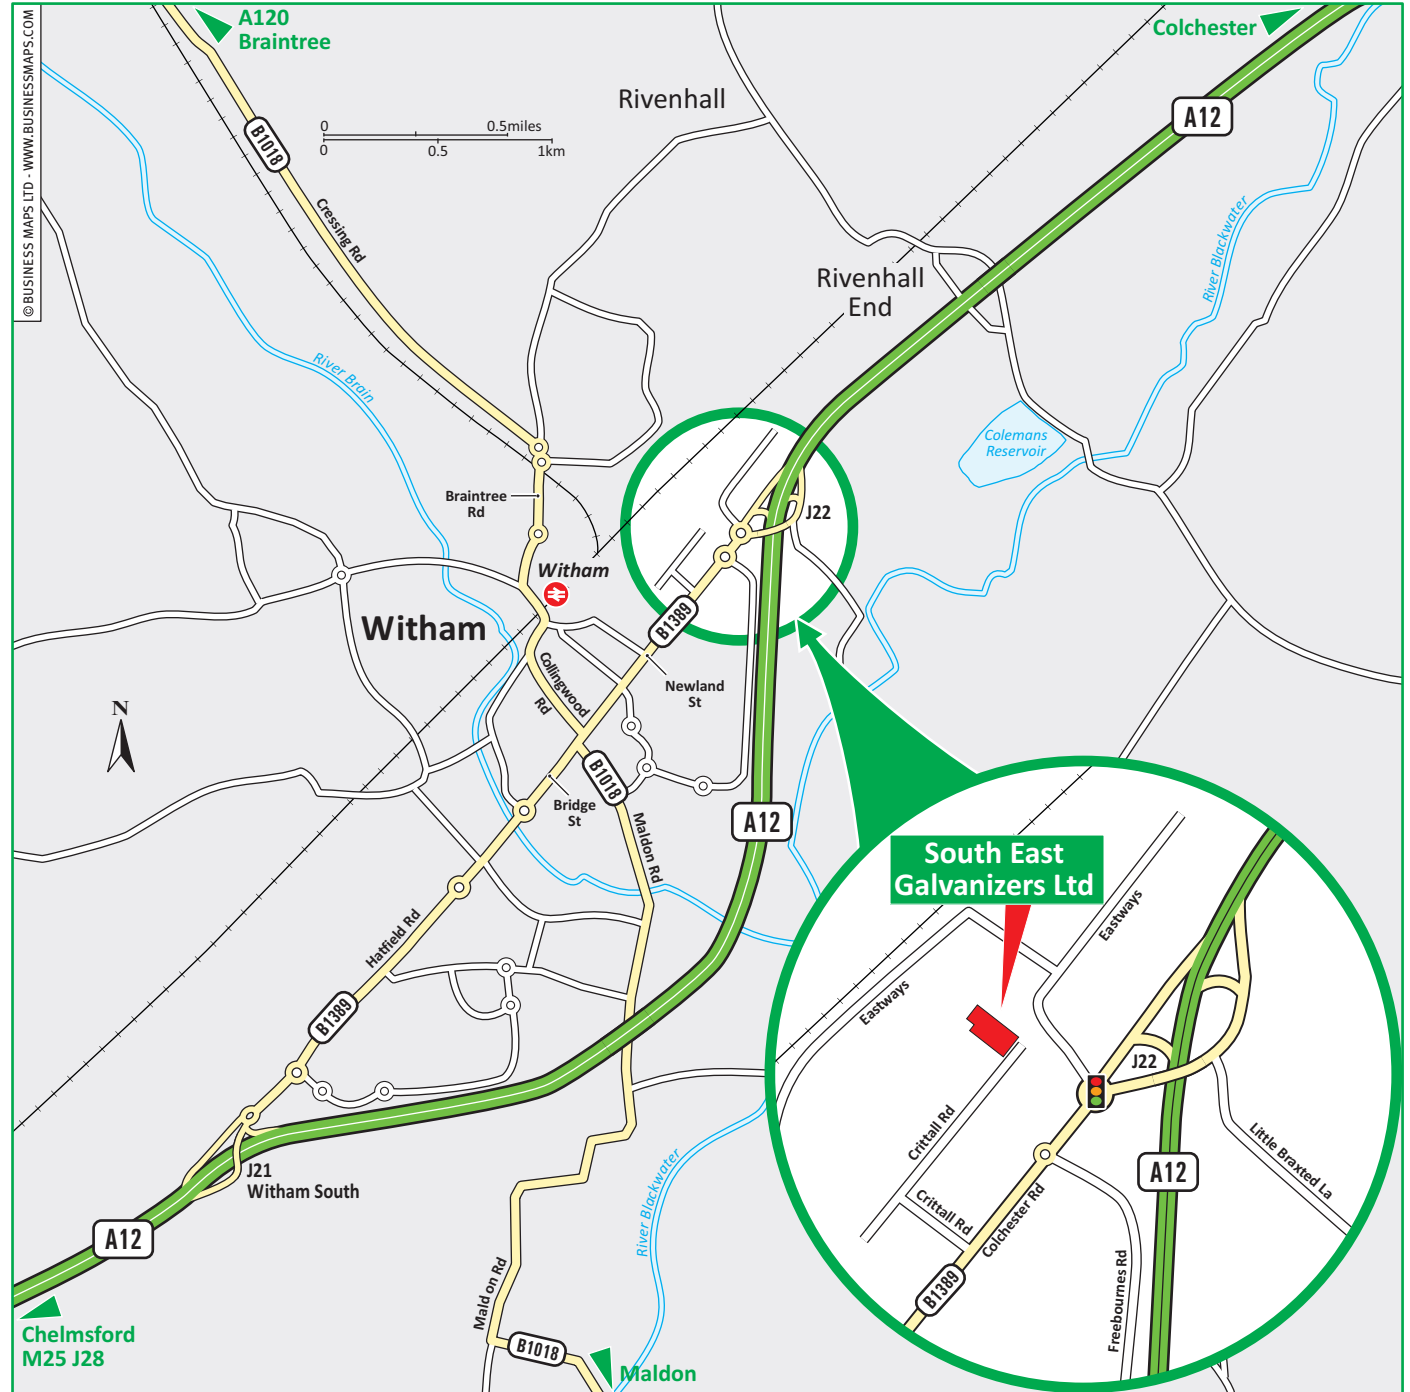 ©BUSINESS MAPS LTD - WWW.BUSINESSMAPS.COM
A120
Braintree
Colchester
Rivenhall
A12
0
0.5miles
0
0.5
1km
B1018
Cressing Rd
River Blackwater
Rivenhall
End
River Brain
Colemans
Reservoir
Braintree
Rd
J22
Witham
Witham
B1389
Collingwood
Rd
Newland
St
N
B1018
Bridge
St
A12
Maldon Rd
South East
Galvanizers Ltd
Eastways
Hatfield Rd
Eastways
B1389
J22
Crittall Rd
Little Braxted La
J21
Witham South
A12
Crittall Rd
Colchester Rd
A12
River Blackwater
Freebournes Rd
B1389
Chelmsford
M25 J28
Mald on Rd
B1018
Maldon